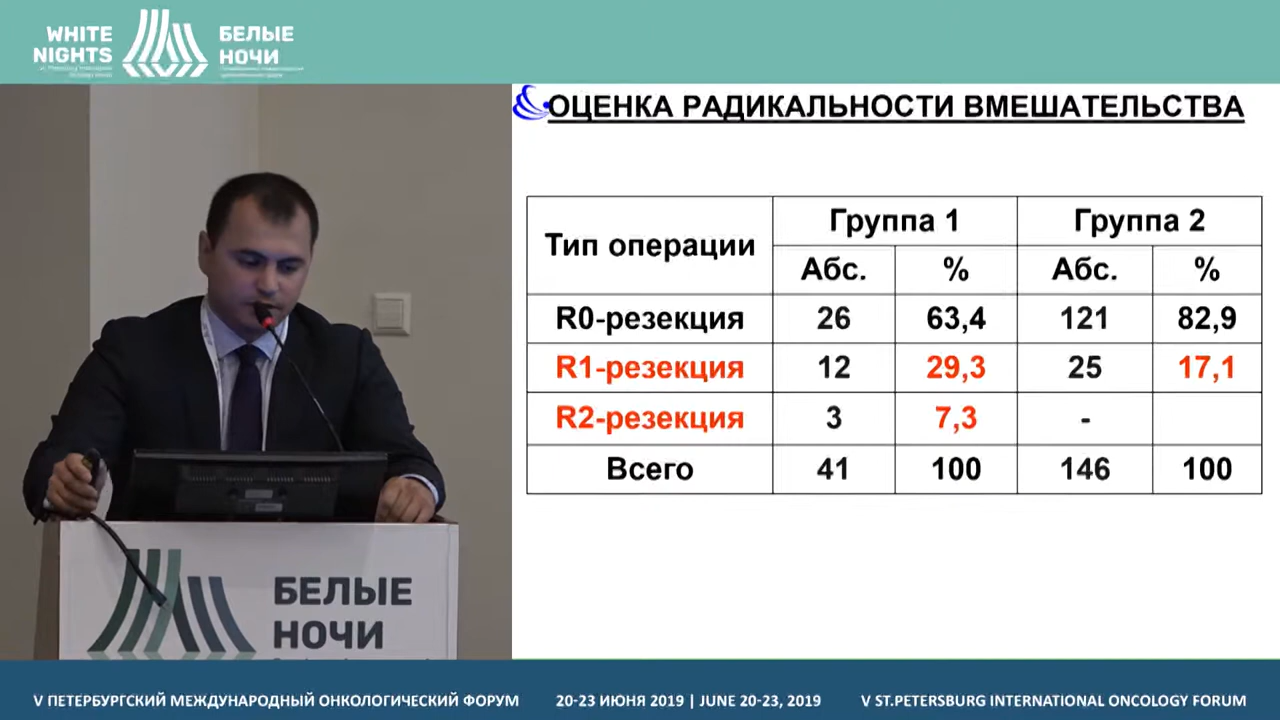 WHITE
NIGHTS
БЕЛЫЕ
НОЧИ
ОЦЕНКА РАДИКАЛЬНОСТИ ВМЕШАТЕЛЬСТВА
Тип операции Группа 1 Группа 2
Абс. % Абс. %
R0-резекция 26 63,4 121 82,9
R1-резекция 12 29,3 25 17,1
R2-резекция 3 7,3 -
Всего 41 100 146 100
БЕЛЫЕ
НОЧИ
V ПЕТЕРБУРГСКИЙ МЕЖДУНАРОДНЫЙ ОНКОЛОГИЧЕСКИЙ ФОРУМ 20-23 ИЮНЯ 2019 | JUNE 20-23, 2019 V ST.PETERSBURG INTERNATIONAL ONCOLOGY FORUM